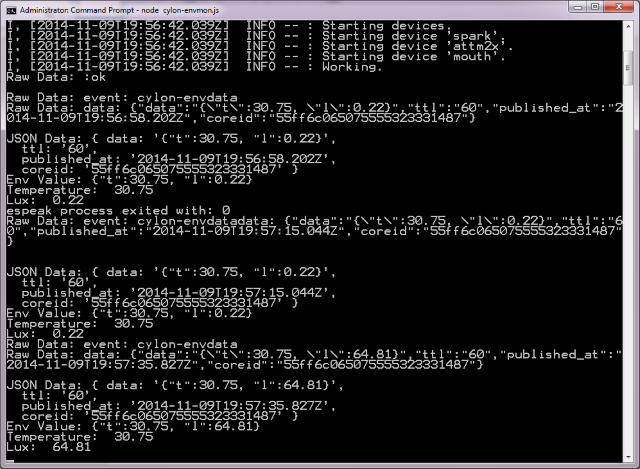 Administrator: Command Prompt - node cylon-envmon.js
I, [2014-11-09T19:56:42.039Z]  INFO -- : Starting devices.
I, [2014-11-09T19:56:42.039Z]  INFO -- : Starting device 'spark'.
I, [2014-11-09T19:56:42.039Z]  INFO -- : Starting device 'attm2x'.
I, [2014-11-09T19:56:42.039Z]  INFO -- : Starting device 'mouth'.
I, [2014-11-09T19:56:42.039Z]  INFO -- : Working.
Raw Data: :ok
Raw Data: event: cylon-envdata
Raw Data: data: {"data":"{\"t\":30.75, \"l\":0.22}","ttl":"60","published_at":"2
014-11-09T19:56:58.202Z","coreid":"55ff6c065075555323331487"}
JSON Data: { data: '{"t":30.75, "l":0.22}',
  ttl: '60',
  published_at: '2014-11-09T19:56:58.202Z',
  coreid: '55ff6c065075555323331487' }
Env Value: {"t":30.75, "l":0.22}
Temperature:  30.75
Lux:  0.22
espeak process exited with: 0
Raw Data: event: cylon-envdatadata: {"data":"{\"t\":30.75, \"l\":0.22}","ttl":"6
0","published_at":"2014-11-09T19:57:15.044Z","coreid":"55ff6c065075555323331487"
}
JSON Data: { data: '{"t":30.75, "l":0.22}',
  ttl: '60',
  published_at: '2014-11-09T19:57:15.044Z',
  coreid: '55ff6c065075555323331487' }
Env Value: {"t":30.75, "l":0.22}
Temperature:  30.75
Lux:  0.22
Raw Data: event: cylon-envdata
Raw Data: data: {"data":"{\"t\":30.75, \"l\":64.81}","ttl":"60","published_at":"
2014-11-09T19:57:35.827Z","coreid":"55ff6c065075555323331487"}
JSON Data: { data: '{"t":30.75, "l":64.81}',
  ttl: '60',
  published_at: '2014-11-09T19:57:35.827Z',
  coreid: '55ff6c065075555323331487' }
Env Value: {"t":30.75, "l":64.81}
Temperature:  30.75
Lux:  64.81